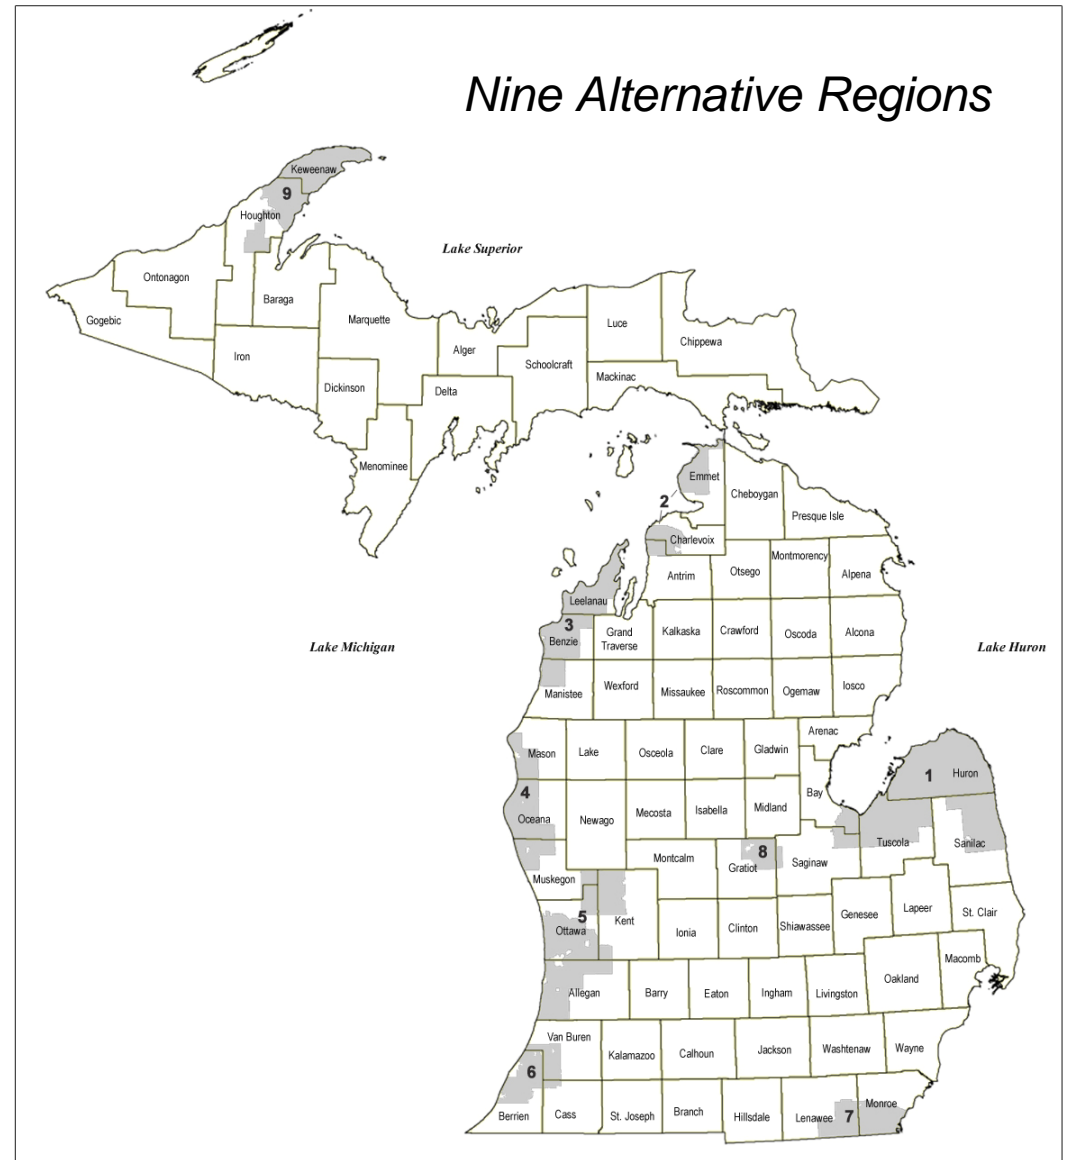 Nine Alternative Regions
Keweenaw
9
Houghton
Lake Superior
Ontonagon
Baraga
Gogebic
Marquette
Luce
Chippewa
Iron
Alger
Schoolcraft
Mackinac
Dickinson
Delta
Menominee
Emmet
Cheboygan
2
Presque Isle
Charlevoix
Montmorency
Antrim
Otsego
Alpena
Leelanau
3
Benzie
Grand
Traverse
Kalkaska
Crawford
Oscoda
Alcona
Lake Michigan
Lake Huron
Manistee
Wexford
Missaukee
Roscommon
Ogemaw
Iosco
Arenac
Mason
Lake
Osceola
Clare
Gladwin
1
Huron
4
Bay
Oceana
Newago
Mecosta
Isabella
Midland
Tuscola
Sanilac
Montcalm
8
Gratiot
Saginaw
Muskegon
5
Ottawa
Kent
Ionia
Clinton
Shiawassee
Genesee
Lapeer
St. Clair
Macomb
Oakland
Allegan
Barry
Eaton
Ingham
Livingston
Van Buren
Kalamazoo
Calhoun
Jackson
Washtenaw
Wayne
6
Berrien
Cass
St. Joseph
Branch
Hillsdale
Lenawee
7
Monroe